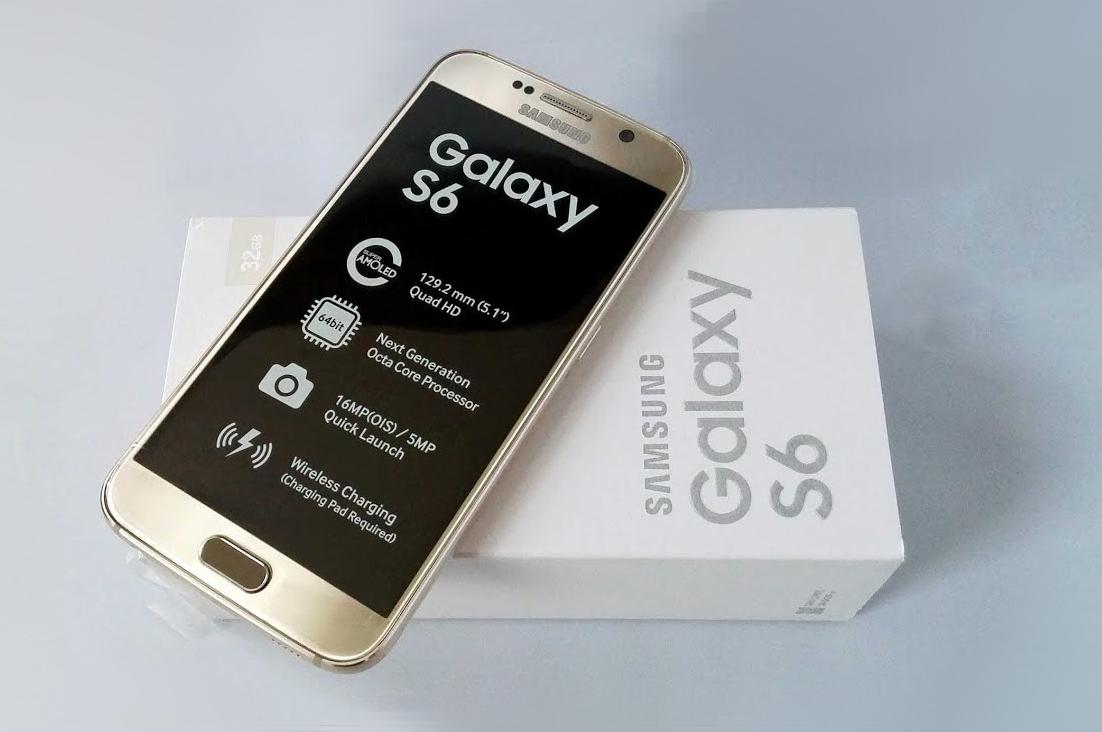 SAMSUNG
Galaxy
S6
SUPER
AMOLED
129.2 mm (5.1")
Quad HD
64bit
Next Generation
Octa Core Processor
16MP(OIS) / 5MP
Quick Launch
Wireless Charging
(Charging Pad Required)
32GB
SAMSUNG
Galaxy
S6